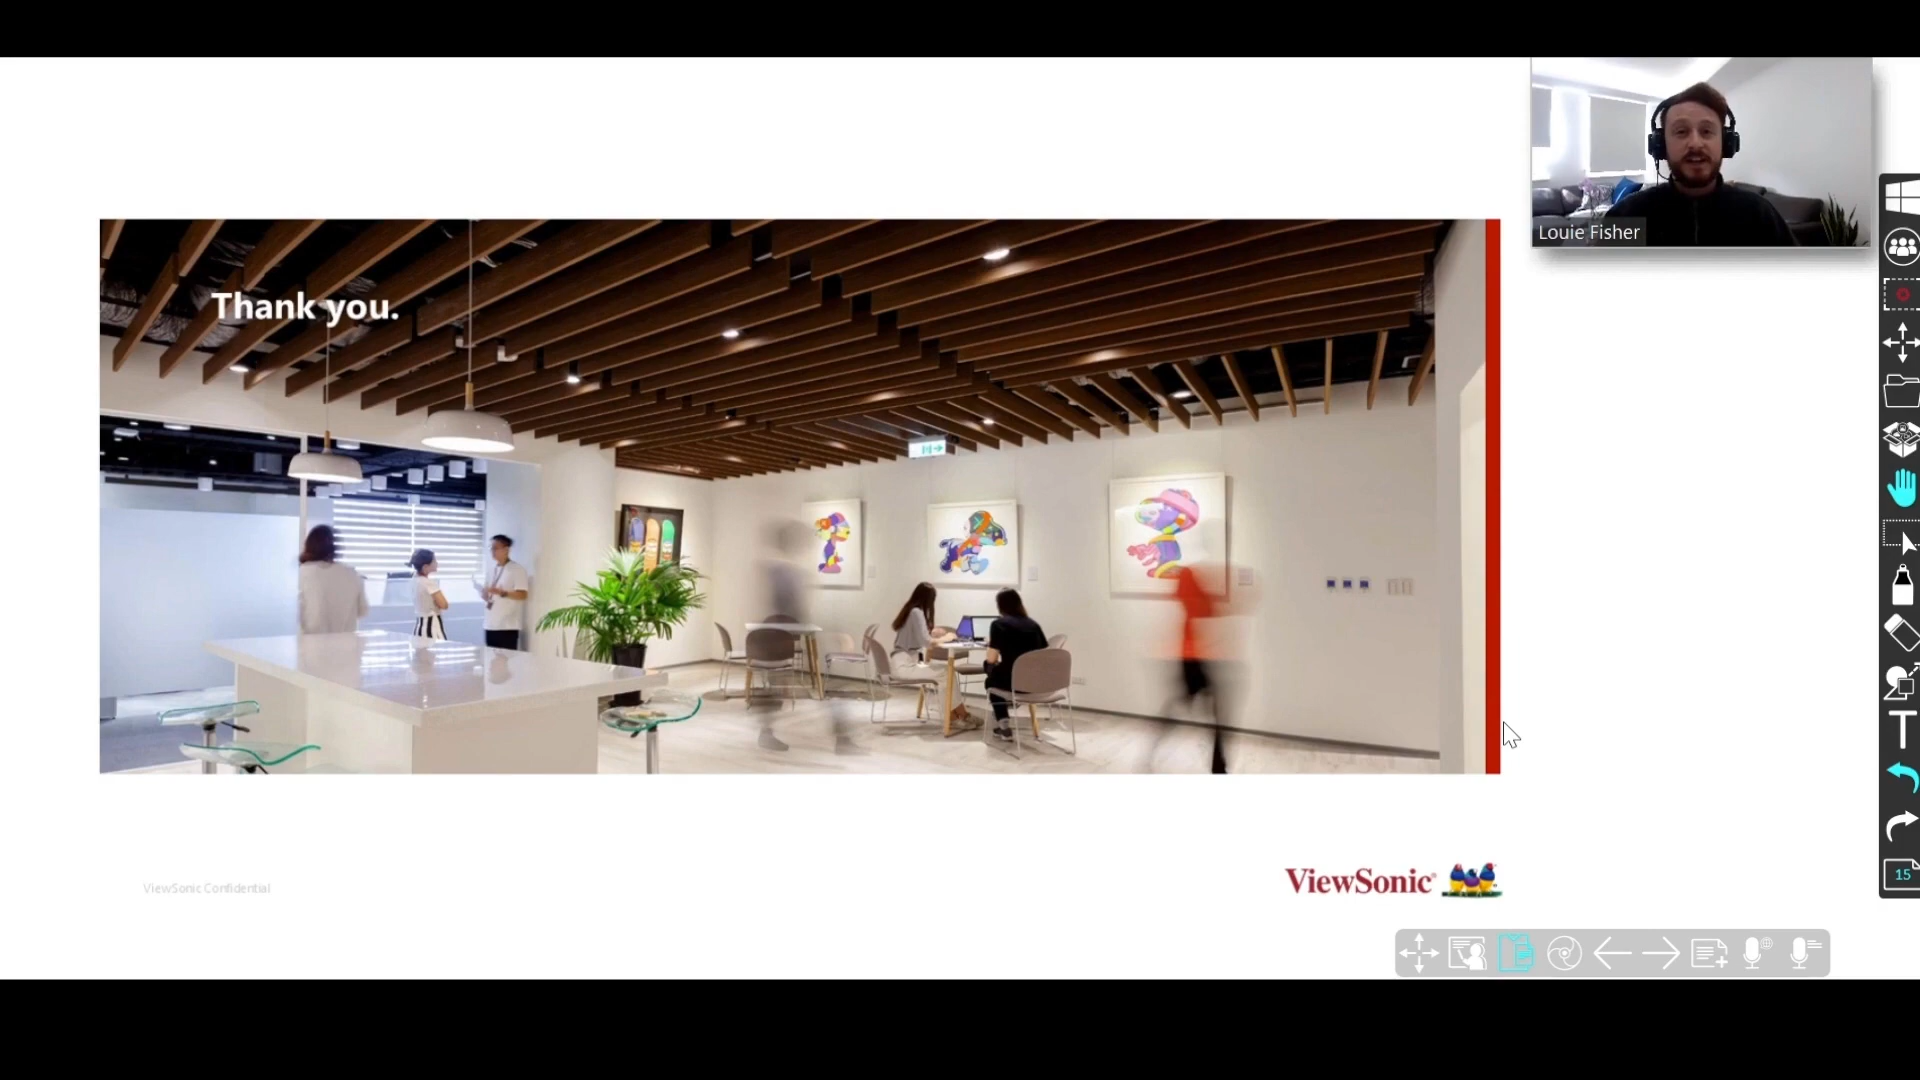 Louie Fisher
Thank you.
ViewSonic Confidential
ViewSonic®
T
15